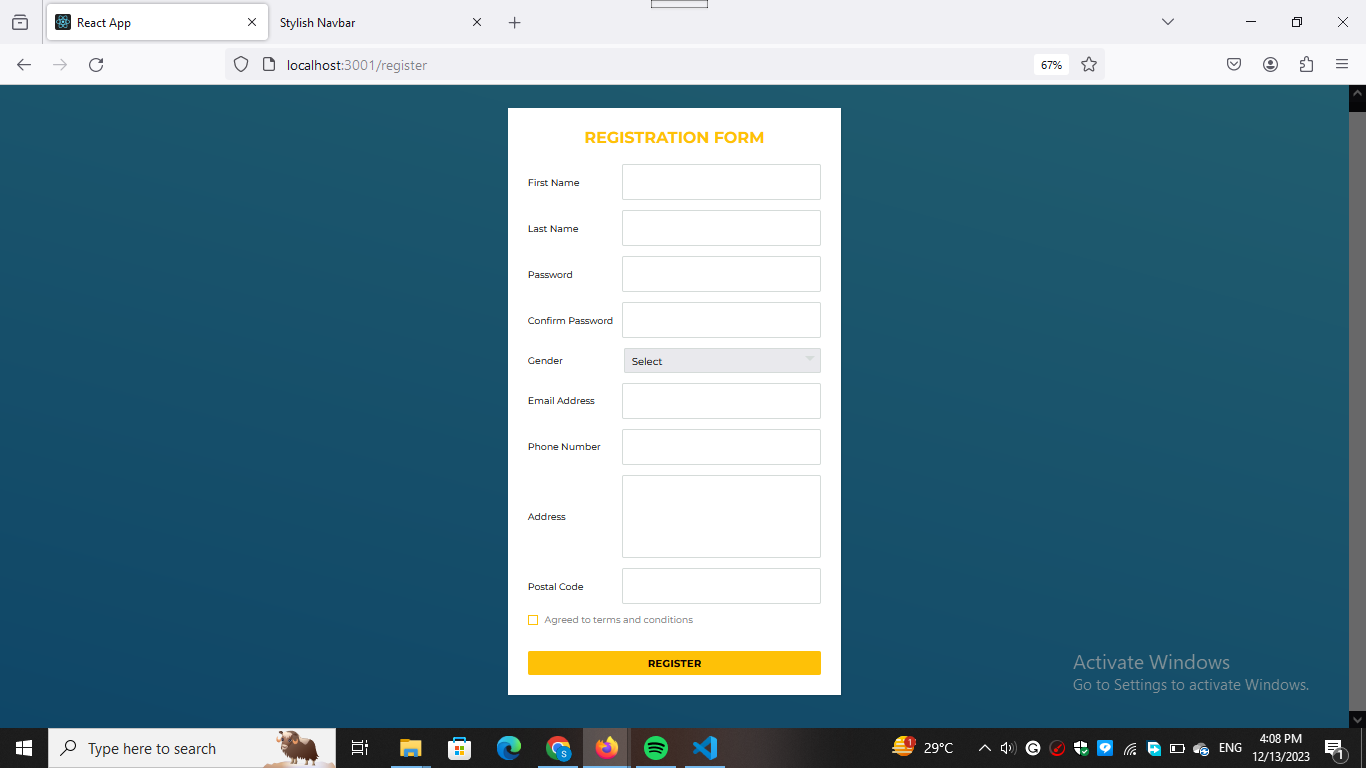 React App
Stylish Navbar
localhost:3001/register
67%
REGISTRATION FORM
First Name
Last Name
Password
Confirm Password
Gender
Select
Email Address
Phone Number
Address
Postal Code
Agreed to terms and conditions
REGISTER
Activate Windows
Go to Settings to activate Windows.
Type here to search
S
1
29°C
ENG
4:08 PM
12/13/2023
1